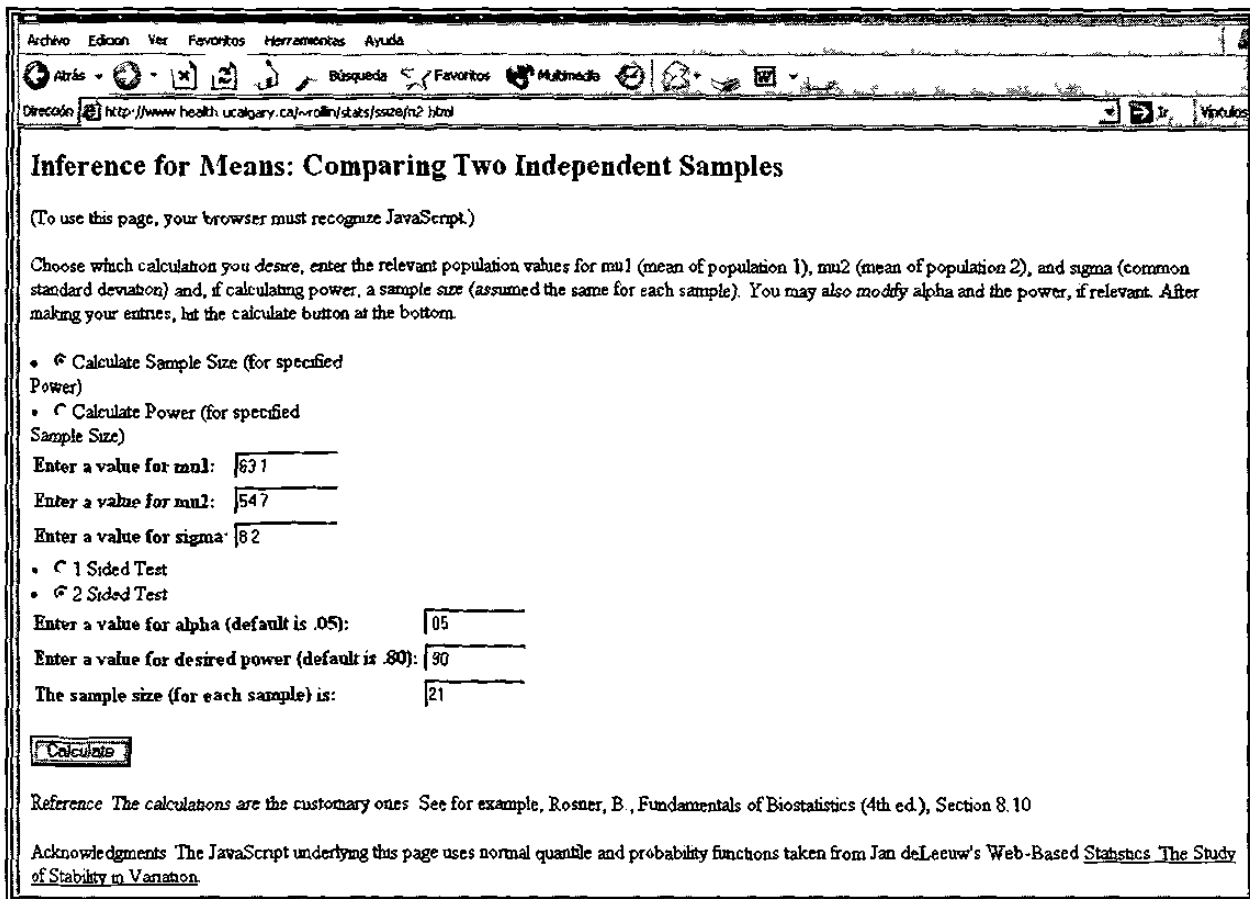 Archivo Edicion Ver Favoritos Herramientas Ayuda
Atrás Búsqueda Favoritos Multimedia W
Dirección http://www health ucalgary.ca/~rollin/stats/ssize/n2 html Ir Vínculos
Inference for Means: Comparing Two Independent Samples
(To use this page, your browser must recognize JavaScript.)
Choose which calculation you desire, enter the relevant population values for mu1 (mean of population 1), mu2 (mean of population 2), and sigma (common
standard deviation) and, if calculating power, a sample size (assumed the same for each sample). You may also modify alpha and the power, if relevant. After
making your entries, hit the calculate button at the bottom.
• Calculate Sample Size (for specified
Power)
• Calculate Power (for specified
Sample Size)
Enter a value for mu1: 631
Enter a value for mu2: 547
Enter a value for sigma: 82
• 1 Sided Test
• 2 Sided Test
Enter a value for alpha (default is .05): 05
Enter a value for desired power (default is .80): 90
The sample size (for each sample) is: 21
Calculate
Reference The calculations are the customary ones See for example, Rosner, B., Fundamentals of Biostatistics (4th ed.), Section 8.10
Acknowledgments The JavaScript underlying this page uses normal quantile and probability functions taken from Jan deLeeuw's Web-Based Statistics The Study
of Stability in Variation.